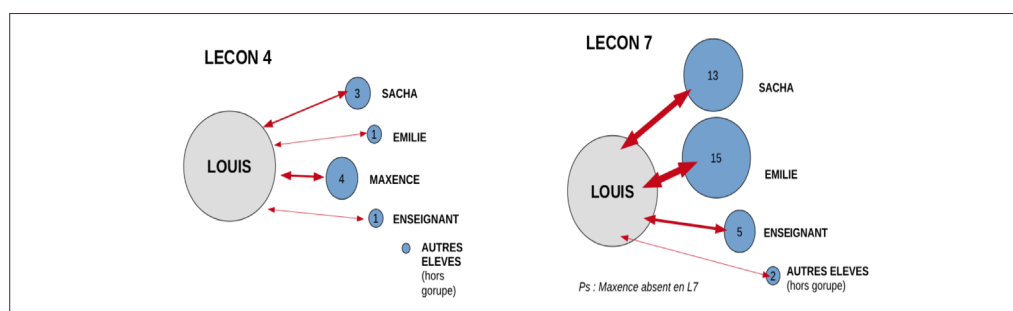 LECON 4
3
SACHA
1
EMILIE
LOUIS
4
MAXENCE
1
ENSEIGNANT
AUTRES
ELEVES
(hors
gorupe)
LECON 7
13
SACHA
15
EMILIE
LOUIS
5
ENSEIGNANT
2
AUTRES ELEVES
(hors gorupe)
Ps : Maxence absent en L7